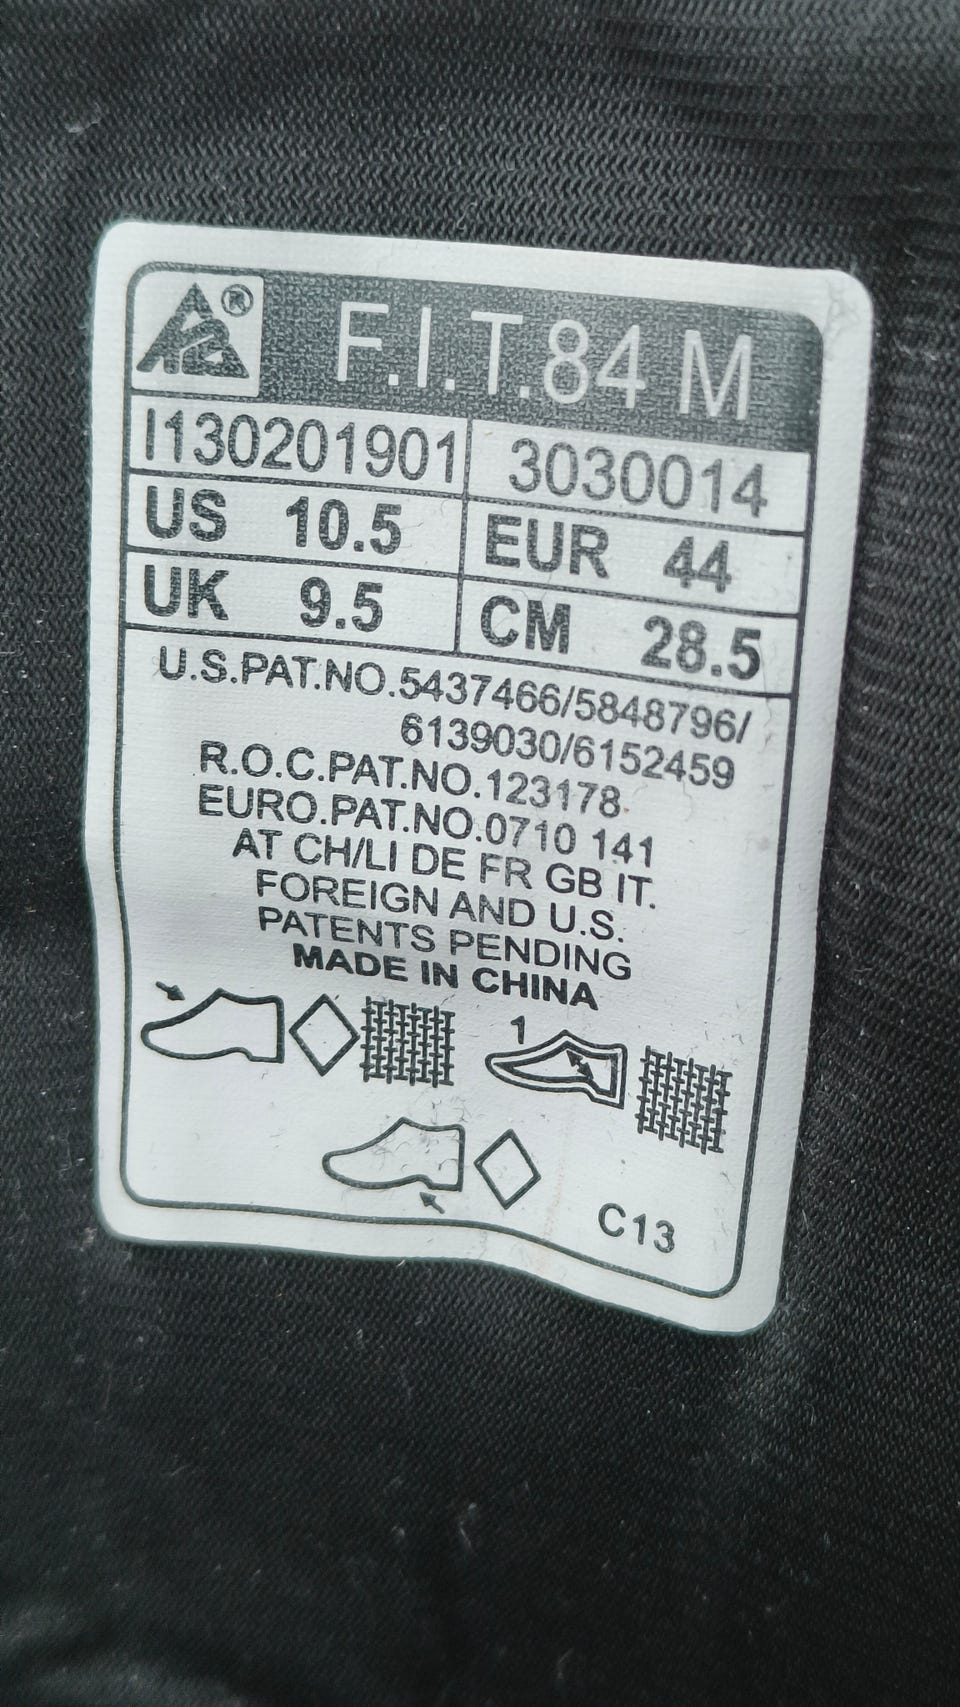 K2® F.I.T.84 M
I130201901 3030014
US 10.5 EUR 44
UK 9.5 CM 28.5
U.S.PAT.NO.5437466/5848796/
6139030/6152459
R.O.C.PAT.NO.123178
EURO.PAT.NO.0710 141
AT CH/LI DE FR GB IT.
FOREIGN AND U.S.
PATENTS PENDING
MADE IN CHINA
1
C13